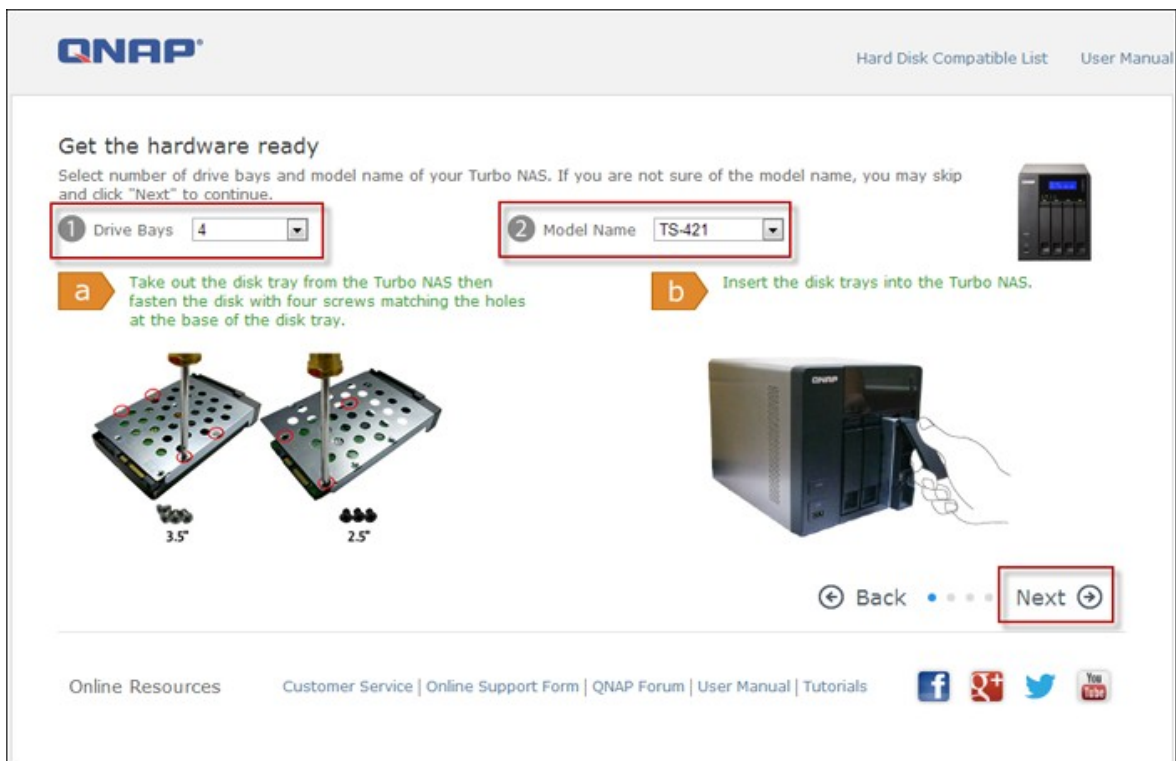 QNAP
Hard Disk Compatible List User Manual
Get the hardware ready
Select number of drive bays and model name of your Turbo NAS. If you are not sure of the model name, you may skip
and click "Next" to continue.
1 Drive Bays 4
2 Model Name TS-421
a Take out the disk tray from the Turbo NAS then
fasten the disk with four screws matching the holes
at the base of the disk tray.
b Insert the disk trays into the Turbo NAS.
QNAP
3.5"
2.5"
Back Next
Online Resources Customer Service | Online Support Form | QNAP Forum | User Manual | Tutorials
f g+ You
Tube